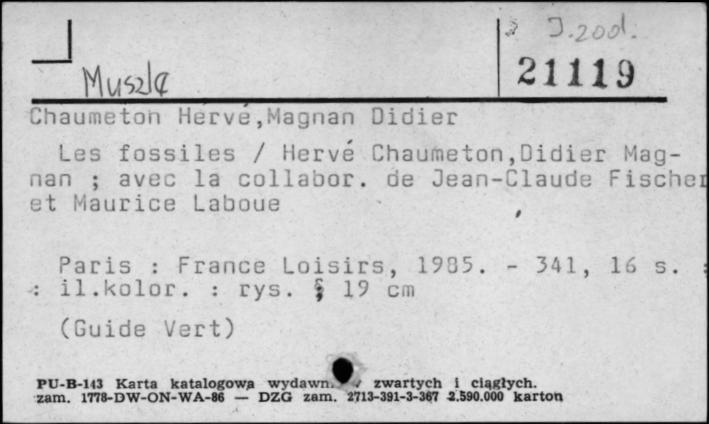 J.200d.
21119
Muszle
Chaumeton Hervé,Magnan Didier
Les fossiles / Hervé Chaumeton,Didier Mag-
nan ; avec la collabor. de Jean-Claude Fischer
et Maurice Laboue
Paris : France Loisirs, 1985. - 341, 16 s. :
: il.kolor. : rys. ; 19 cm
(Guide Vert)
PU-B-143 Karta katalogowa wydawn. zwartych i ciągłych.
zam. 1778-DW-ON-WA-86 — DZG zam. 2713-391-3-367 2.590.000 karton